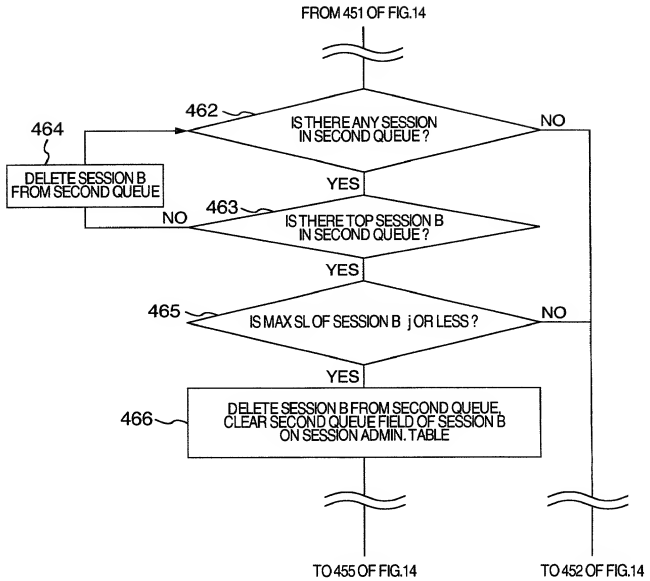 FROM 451 OF FIG.14
462
IS THERE ANY SESSION
IN SECOND QUEUE ?
NO
464
DELETE SESSION B
FROM SECOND QUEUE
YES
463
NO
IS THERE TOP SESSION B
IN SECOND QUEUE ?
YES
465
IS MAX SL OF SESSION B j OR LESS ?
NO
YES
466
DELETE SESSION B FROM SECOND QUEUE,
CLEAR SECOND QUEUE FIELD OF SESSION B
ON SESSION ADMIN. TABLE
TO 455 OF FIG.14
TO 452 OF FIG.14